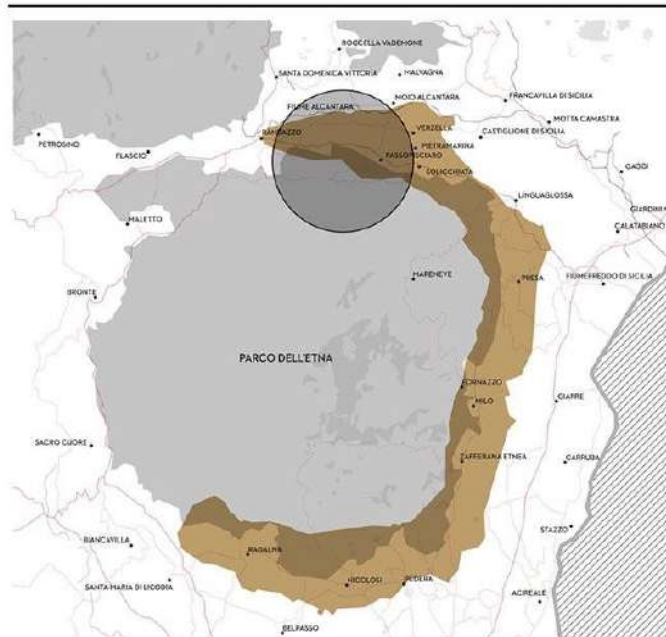 ROCCELLA VADEMONE
SANTA DOMENICA VITTORIA
MALVAGNA
FIUME ALCANTARA
MOIO ALCANTARA
FRANCAVILLA DI SICILIA
MOTTA CAMASTRA
PETROSINO
RANDAZZO
VERZELLA
CASTIGLIONE DI SICILIA
FLASCIO
PIETRAMARINA
PASSOPISCIARO
SOLICCHIATA
GAGGI
LINGUAGLOSSA
GIARDINI
MALETTO
CALATABIANO
MARENEVE
PRESA
FIUMEFREDDO DI SICILIA
BRONTE
PARCO DELL'ETNA
FORNAZZO
MILO
GIARRE
SACRO CUORE
ZAFFERANA ETNEA
CARRUBA
STAZZO
BIANCAVILLA
RAGALNA
SANTA MARIA DI LICODIA
NICOLOSI
PEDARA
ACIREALE
BELPASSO